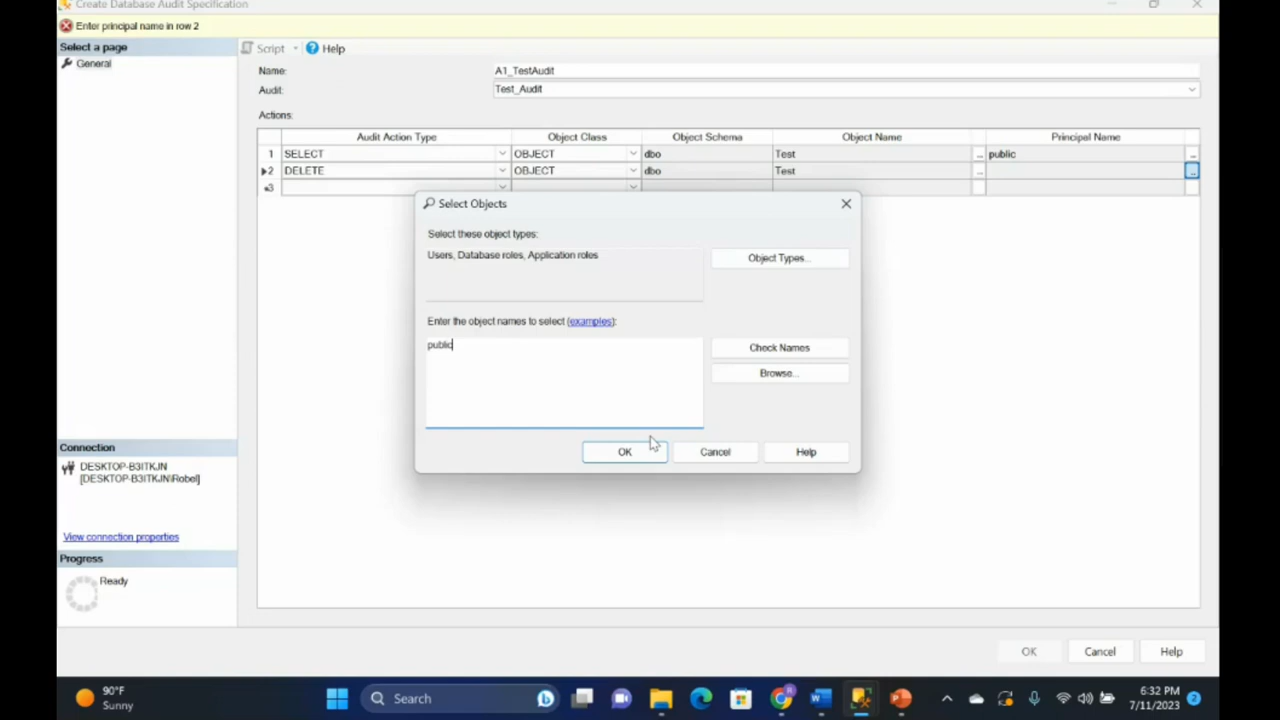 Create Database Audit Specification
Enter principal name in row 2
Select a page
General
Script
Help
Name:
A1_TestAudit
Audit:
Test_Audit
Actions:
Audit Action Type Object Class Object Schema Object Name Principal Name
1 SELECT OBJECT dbo Test ... public ...
2 DELETE OBJECT dbo Test ... ...
3
Select Objects
Select these object types:
Users, Database roles, Application roles
Object Types...
Enter the object names to select (examples):
public
Check Names
Browse...
OK Cancel Help
Connection
DESKTOP-B3ITKJN
[DESKTOP-B3ITKJN\Robel]
View connection properties
Progress
Ready
OK Cancel Help
90°F
Sunny
Search
6:32 PM
7/11/2023
2